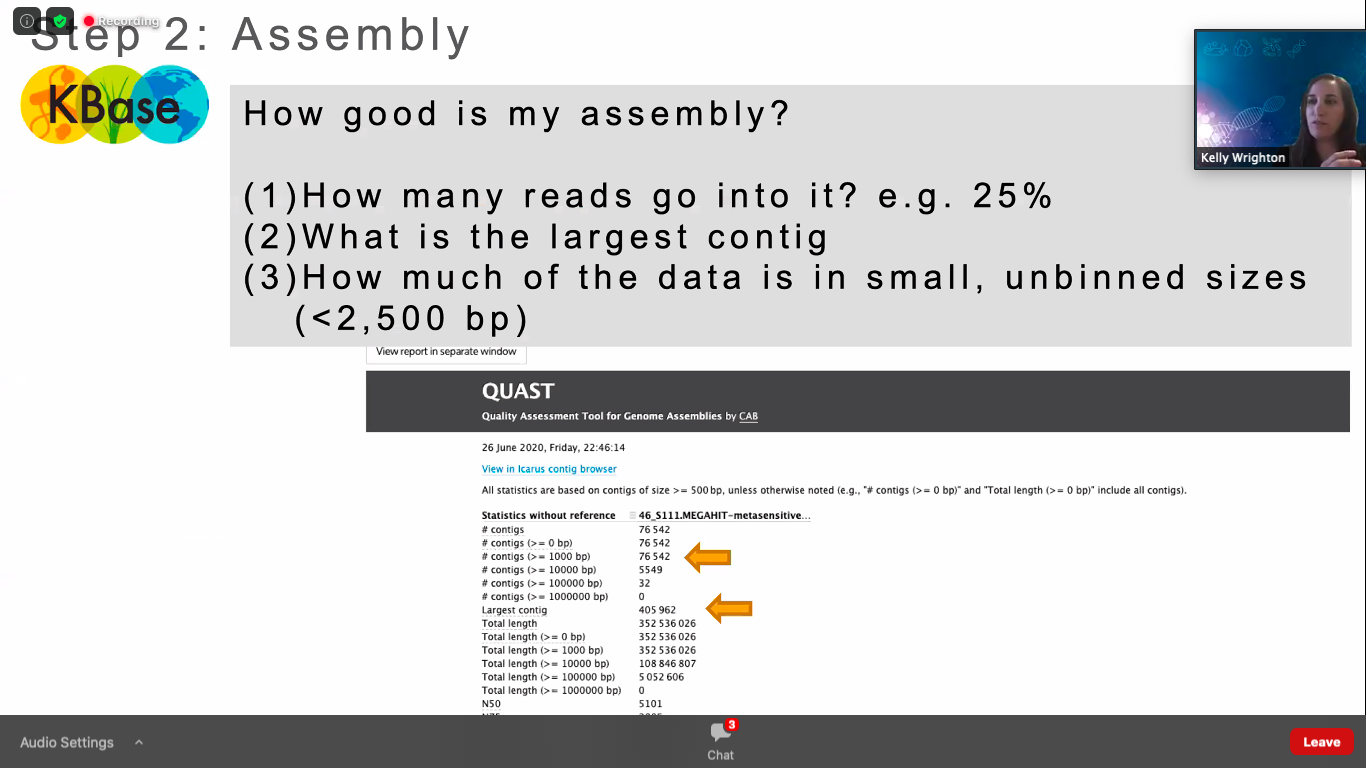 Recording
Step 2: Assembly
KBase
Kelly Wrighton
How good is my assembly?
(1)How many reads go into it? e.g. 25%
(2)What is the largest contig
(3)How much of the data is in small, unbinned sizes
(<2,500 bp)
View report in separate window
QUAST
Quality Assessment Tool for Genome Assemblies by CAB
26 June 2020, Friday, 22:46:14
View in Icarus contig browser
All statistics are based on contigs of size >= 500 bp, unless otherwise noted (e.g., "# contigs (>= 0 bp)" and "Total length (>= 0 bp)" include all contigs).
Statistics without reference 46_S111.MEGAHIT-metasensitive...
# contigs 76 542
# contigs (>= 0 bp) 76 542
# contigs (>= 1000 bp) 76 542
# contigs (>= 10000 bp) 5549
# contigs (>= 100000 bp) 32
# contigs (>= 1000000 bp) 0
Largest contig 405 962
Total length 352 536 026
Total length (>= 0 bp) 352 536 026
Total length (>= 1000 bp) 352 536 026
Total length (>= 10000 bp) 108 846 807
Total length (>= 100000 bp) 5 052 606
Total length (>= 1000000 bp) 0
N50 5101
Audio Settings
3
Chat
Leave